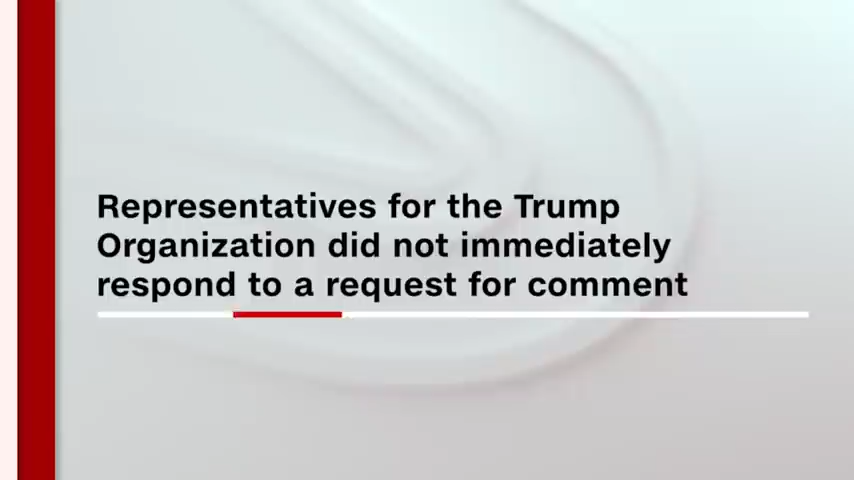 Representatives for the Trump
Organization did not immediately
respond to a request for comment